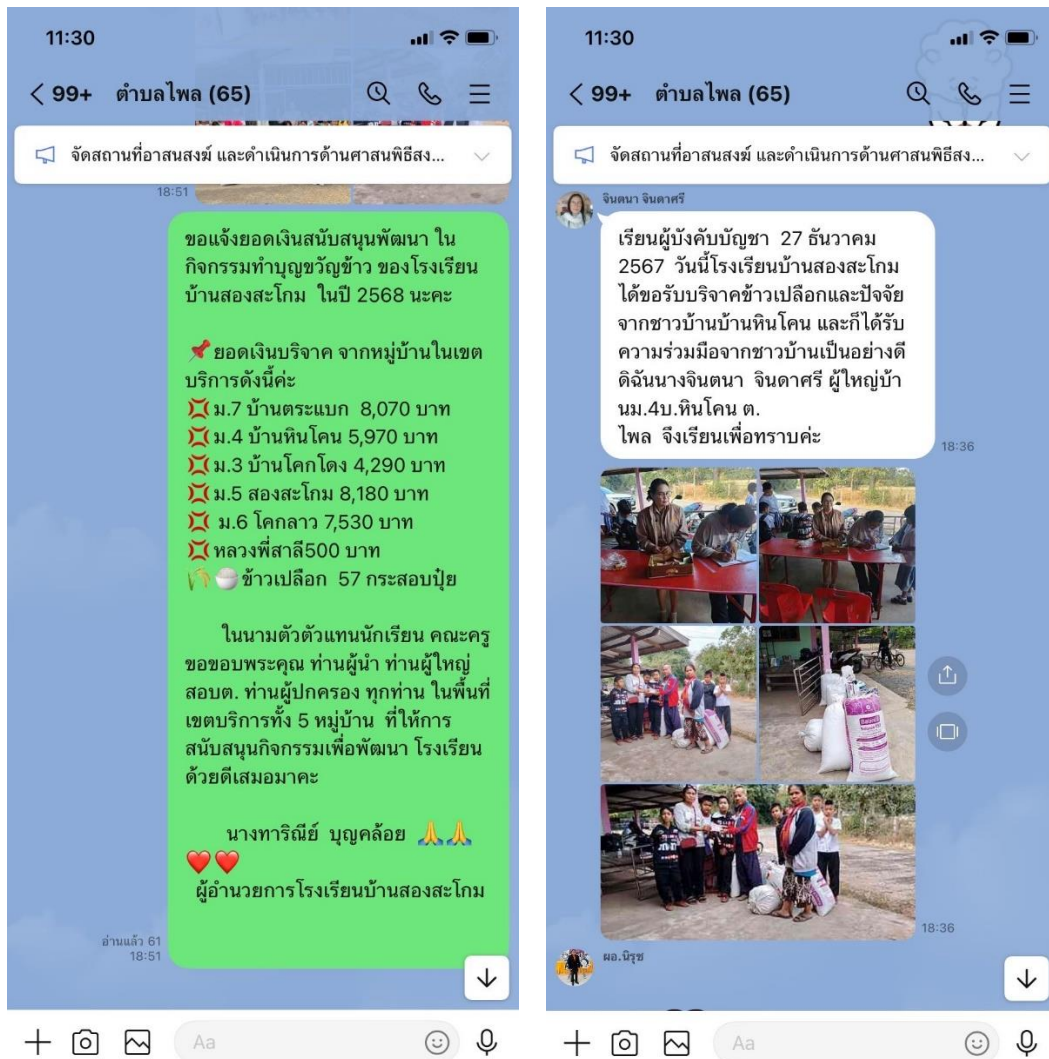 11:30
99+ ตำบลไพล (65)
จัดสถานที่อาสนสงฆ์ และดำเนินการด้านศาสนพิธีสง...
18:51
ขอแจ้งยอดเงินสนับสนุนพัฒนา ใน
กิจกรรมทำบุญขวัญข้าว ของโรงเรียน
บ้านสองสะโกม ในปี 2568 นะคะ
📌ยอดเงินบริจาค จากหมู่บ้านในเขต
บริการดังนี้ค่ะ
💢ม.7 บ้านตระแบก 8,070 บาท
💢ม.4 บ้านหินโคน 5,970 บาท
💢ม.3 บ้านโคกโดง 4,290 บาท
💢ม.5 สองสะโกม 8,180 บาท
💢 ม.6 โคกลาว 7,530 บาท
💢หลวงพี่สาลี500 บาท
🌾🍚ข้าวเปลือก 57 กระสอบปุ๋ย
ในนามตัวตัวแทนนักเรียน คณะครู
ขอขอบพระคุณ ท่านผู้นำ ท่านผู้ใหญ่
สอบต. ท่านผู้ปกครอง ทุกท่าน ในพื้นที่
เขตบริการทั้ง 5 หมู่บ้าน ที่ให้การ
สนับสนุนกิจกรรมเพื่อพัฒนา โรงเรียน
ด้วยดีเสมอมาคะ
นางทาริณีย์ บุญคล้อย 🙏🙏
❤️❤️
ผู้อำนวยการโรงเรียนบ้านสองสะโกม
อ่านแล้ว 61
18:51
Aa
11:30
99+ ตำบลไพล (65)
จัดสถานที่อาสนสงฆ์ และดำเนินการด้านศาสนพิธีสง...
จินตนา จินดาศรี
เรียนผู้บังคับบัญชา 27 ธันวาคม
2567 วันนี้โรงเรียนบ้านสองสะโกม
ได้ขอรับบริจาคข้าวเปลือกและปัจจัย
จากชาวบ้านบ้านหินโคน และก็ได้รับ
ความร่วมมือจากชาวบ้านเป็นอย่างดี
ดิฉันนางจินตนา จินดาศรี ผู้ใหญ่บ้า
นม.4บ.หินโคน ต.
ไพล จึงเรียนเพื่อทราบค่ะ
18:36
18:36
ผอ.นิรุช
Aa